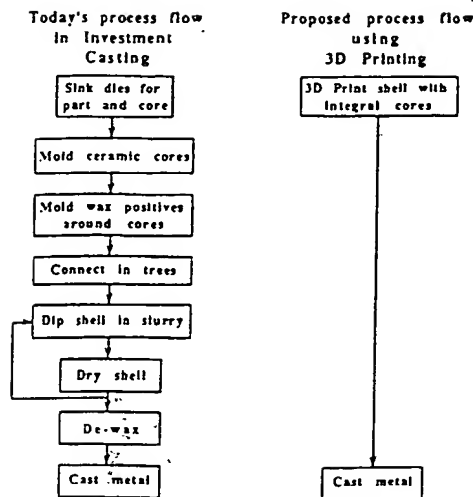 Today's process flow
in Investment
Casting
Sink dies for
part and core
Mold ceramic cores
Mold wax positives
around cores
Connect in trees
Dip shell in slurry
Dry shell
De-wax
Cast metal
Proposed process flow
using
3D Printing
3D Print shell with
integral cores
Cast metal